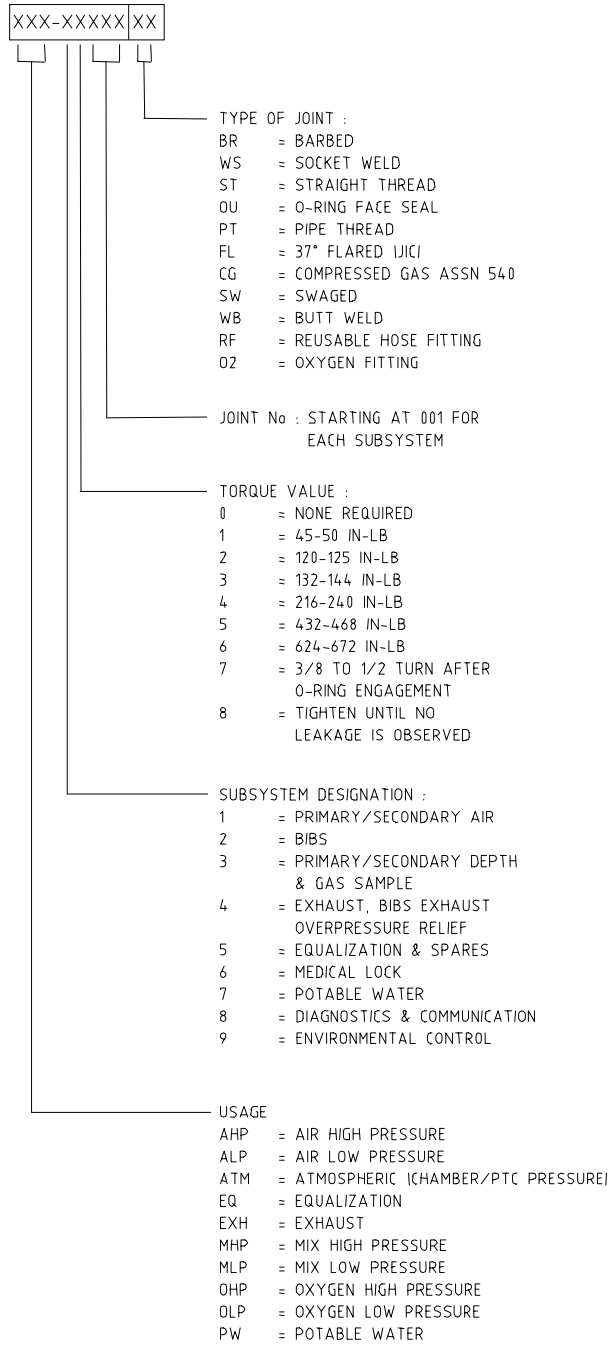 XXX-XXXXX XX
TYPE OF JOINT :
BR = BARBED
WS = SOCKET WELD
ST = STRAIGHT THREAD
OU = O-RING FACE SEAL
PT = PIPE THREAD
FL = 37° FLARED (JIC)
CG = COMPRESSED GAS ASSN 540
SW = SWAGED
WB = BUTT WELD
RF = REUSABLE HOSE FITTING
O2 = OXYGEN FITTING
JOINT No : STARTING AT 001 FOR
EACH SUBSYSTEM
TORQUE VALUE :
0 = NONE REQUIRED
1 = 45-50 IN-LB
2 = 120-125 IN-LB
3 = 132-144 IN-LB
4 = 216-240 IN-LB
5 = 432-468 IN-LB
6 = 624-672 IN-LB
7 = 3/8 TO 1/2 TURN AFTER
O-RING ENGAGEMENT
8 = TIGHTEN UNTIL NO
LEAKAGE IS OBSERVED
SUBSYSTEM DESIGNATION :
1 = PRIMARY/SECONDARY AIR
2 = BIBS
3 = PRIMARY/SECONDARY DEPTH
& GAS SAMPLE
4 = EXHAUST, BIBS EXHAUST
OVERPRESSURE RELIEF
5 = EQUALIZATION & SPARES
6 = MEDICAL LOCK
7 = POTABLE WATER
8 = DIAGNOSTICS & COMMUNICATION
9 = ENVIRONMENTAL CONTROL
USAGE
AHP = AIR HIGH PRESSURE
ALP = AIR LOW PRESSURE
ATM = ATMOSPHERIC (CHAMBER/PTC PRESSURE)
EQ = EQUALIZATION
EXH = EXHAUST
MHP = MIX HIGH PRESSURE
MLP = MIX LOW PRESSURE
OHP = OXYGEN HIGH PRESSURE
OLP = OXYGEN LOW PRESSURE
PW = POTABLE WATER